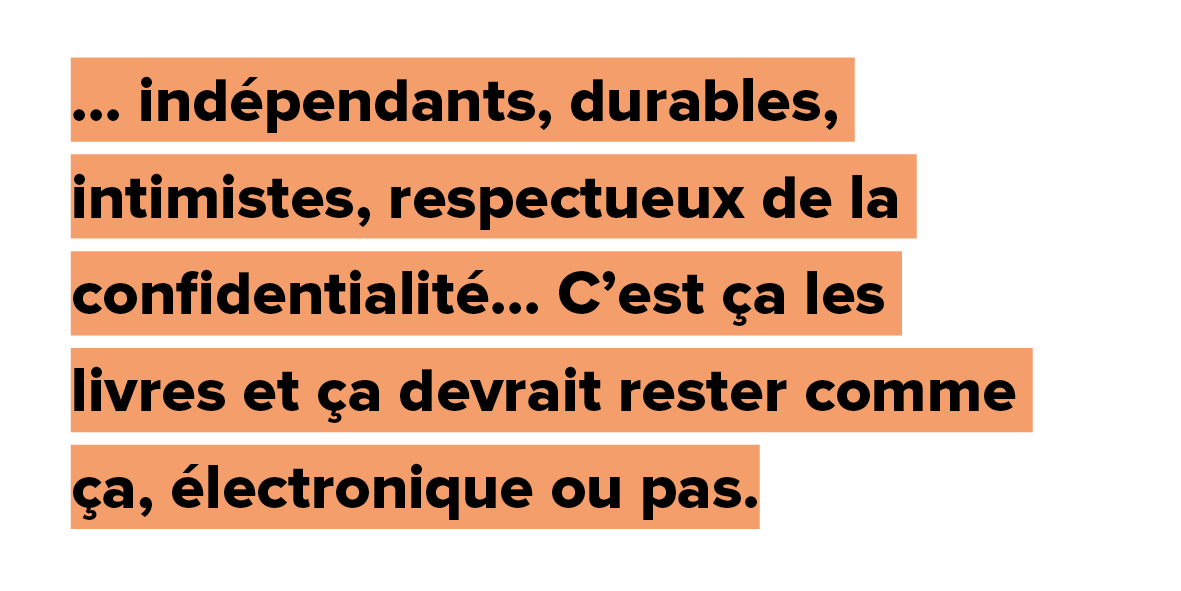 ... indépendants, durables,
intimistes, respectueux de la
confidentialité... C’est ça les
livres et ça devrait rester comme
ça, électronique ou pas.